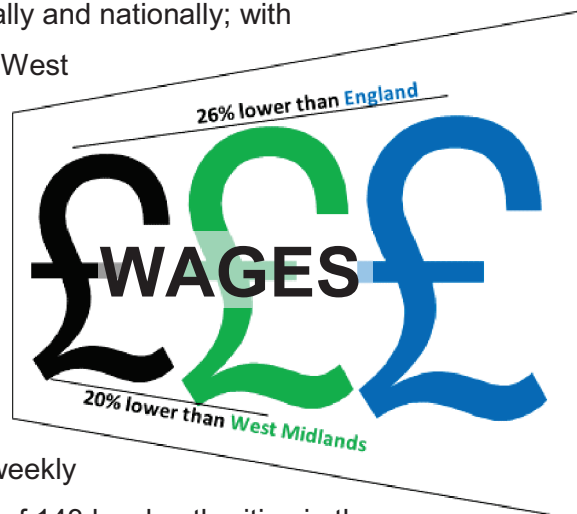 ally and nationally; with
West
26% lower than England
£££
WAGES
20% lower than West Midlands
weekly